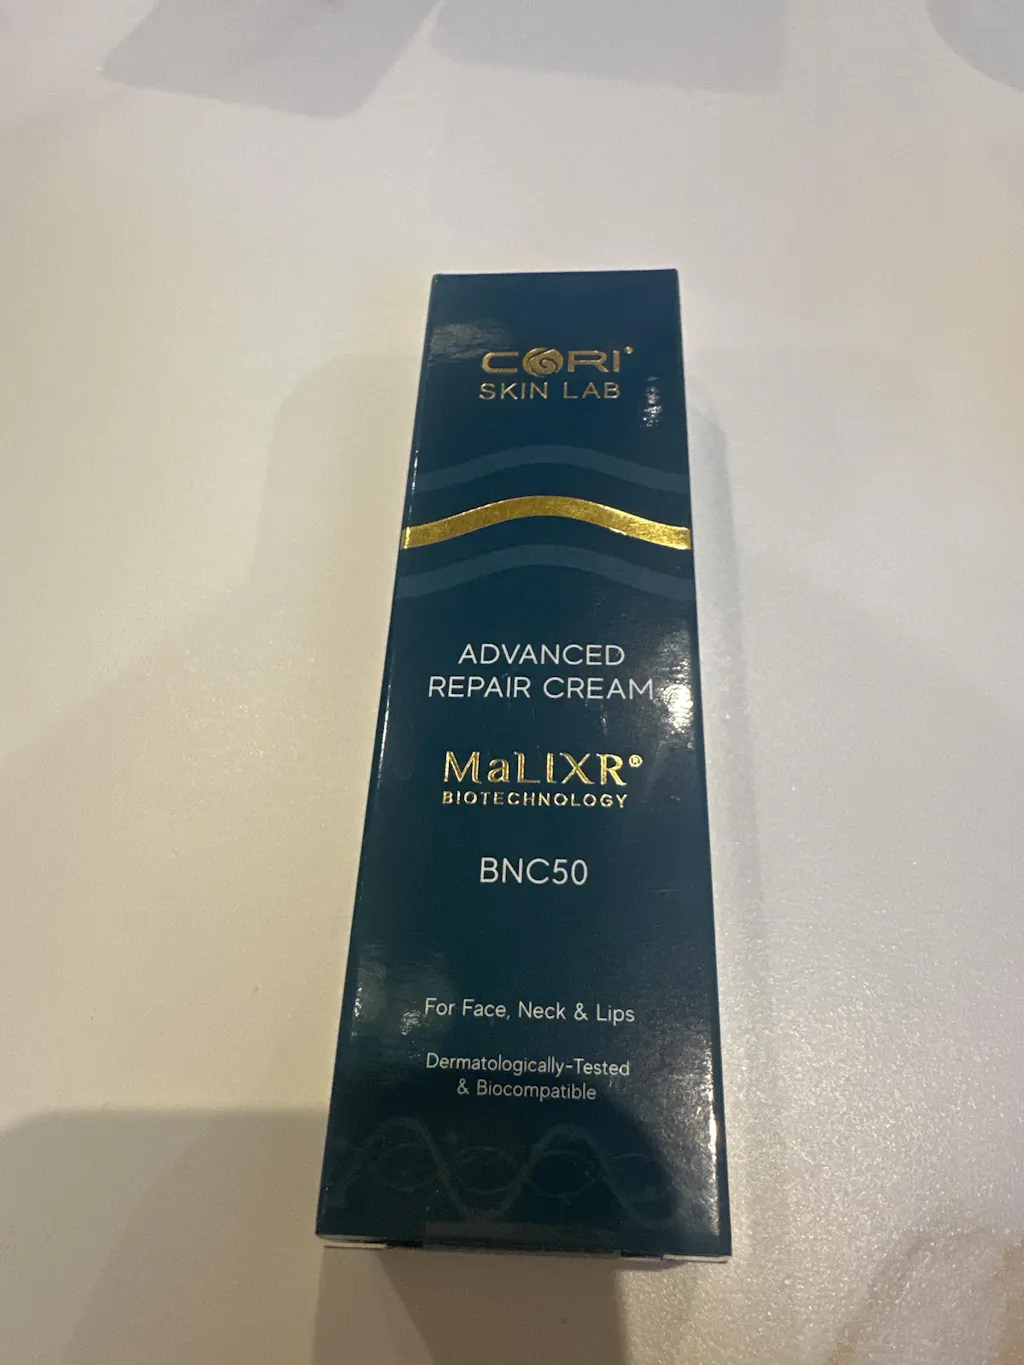 CORI®
SKIN LAB
ADVANCED
REPAIR CREAM
MaLIXR®
BIOTECHNOLOGY
BNC50
For Face, Neck & Lips
Dermatologically-Tested
& Biocompatible